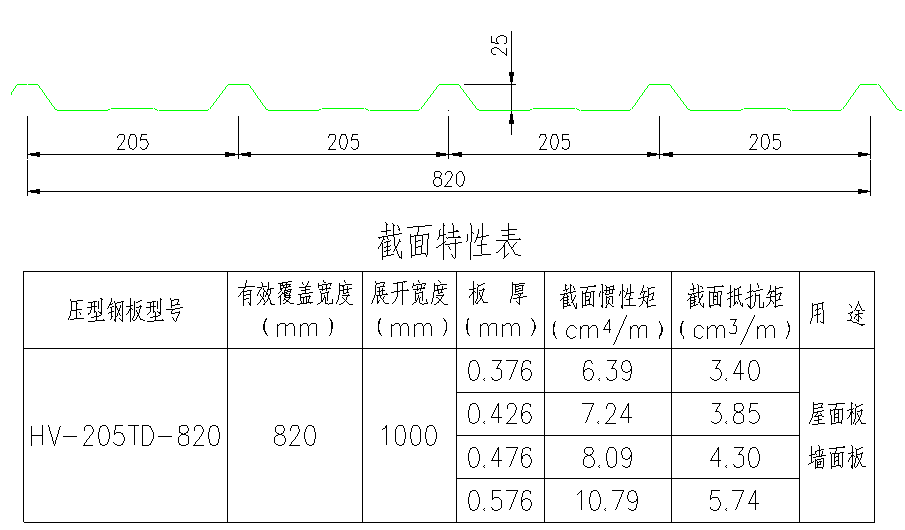 25
205 205 205 205
820
截面特性表
压型钢板型号 有效覆盖宽度(mm) 展开宽度(mm) 板 厚(mm) 截面惯性矩(cm4/m) 截面抵抗矩(cm3/m) 用 途
HV-205TD-820 820 1000 0.376 6.39 3.40 屋面板
0.426 7.24 3.85
0.476 8.09 4.30 墙面板
0.576 10.79 5.74